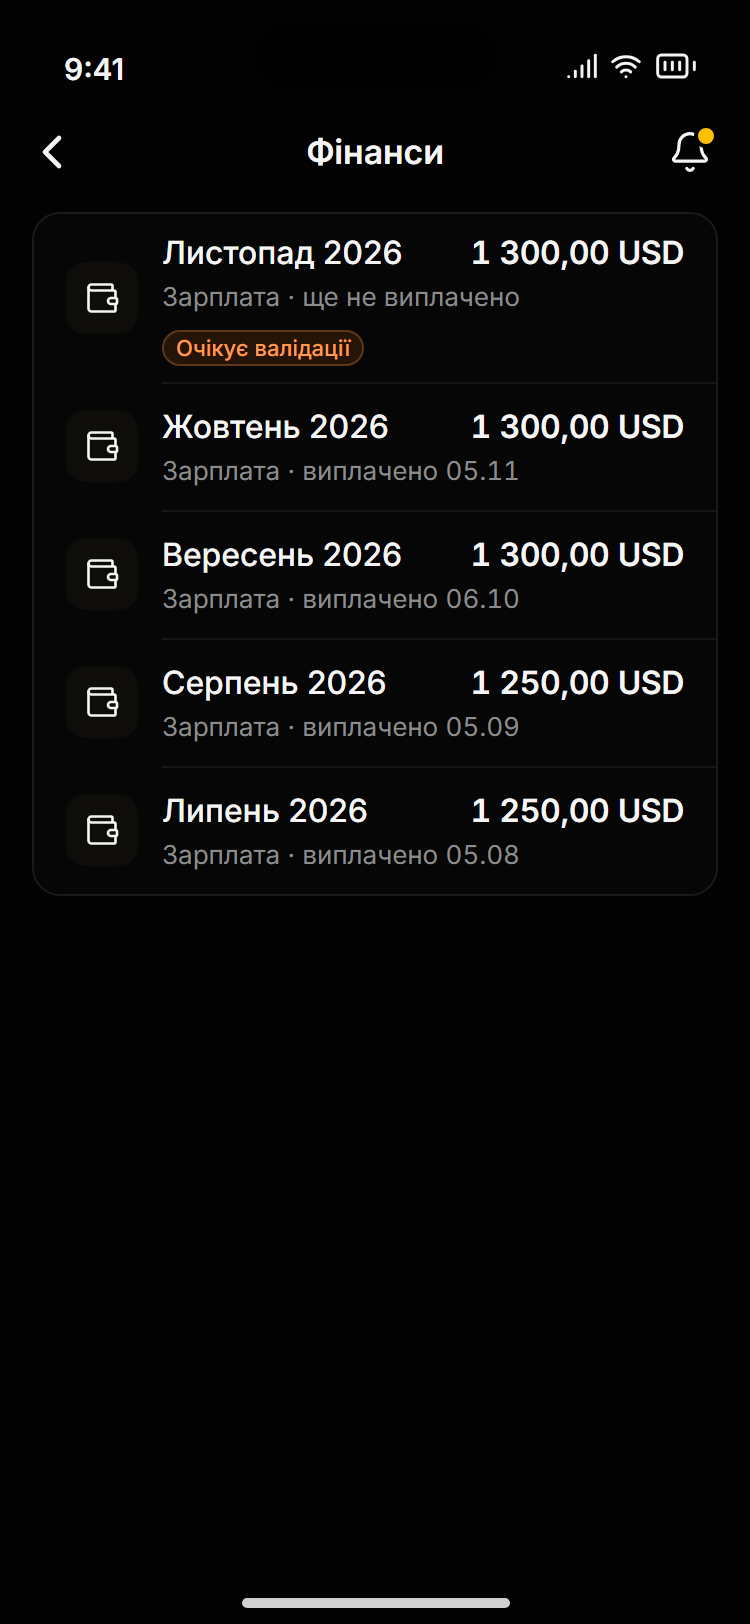 9:41
Фінанси
Листопад 2026 1 300,00 USD
Зарплата · ще не виплачено
Очікує валідації
Жовтень 2026 1 300,00 USD
Зарплата · виплачено 05.11
Вересень 2026 1 300,00 USD
Зарплата · виплачено 06.10
Серпень 2026 1 250,00 USD
Зарплата · виплачено 05.09
Липень 2026 1 250,00 USD
Зарплата · виплачено 05.08